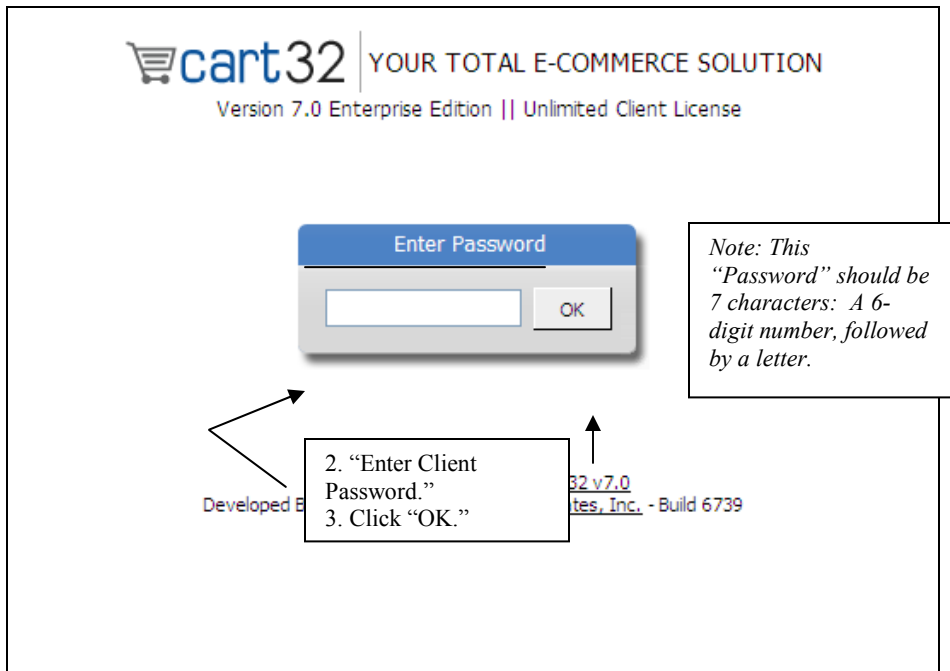 cart32 YOUR TOTAL E-COMMERCE SOLUTION
Version 7.0 Enterprise Edition || Unlimited Client License
Enter Password
OK
Note: This
“Password” should be
7 characters: A 6-
digit number, followed
by a letter.
2. “Enter Client
Password.”
3. Click “OK.”
32 v7.0
Developed B
tes, Inc. - Build 6739